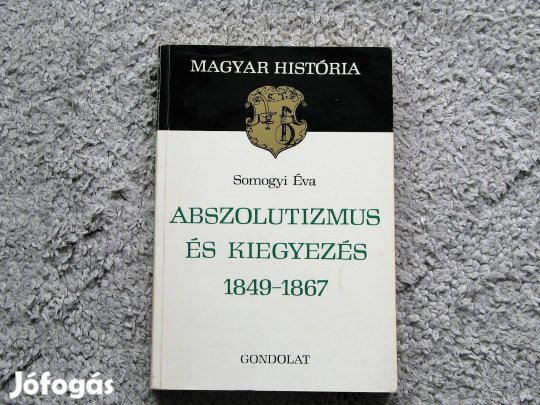 MAGYAR HISTÓRIA
Somogyi Éva
ABSZOLUTIZMUS
ÉS KIEGYEZÉS
1849–1867
GONDOLAT
Jófogás